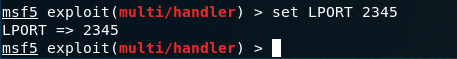 msf5 exploit(multi/handler) > set LPORT 2345
LPORT => 2345
msf5 exploit(multi/handler) >